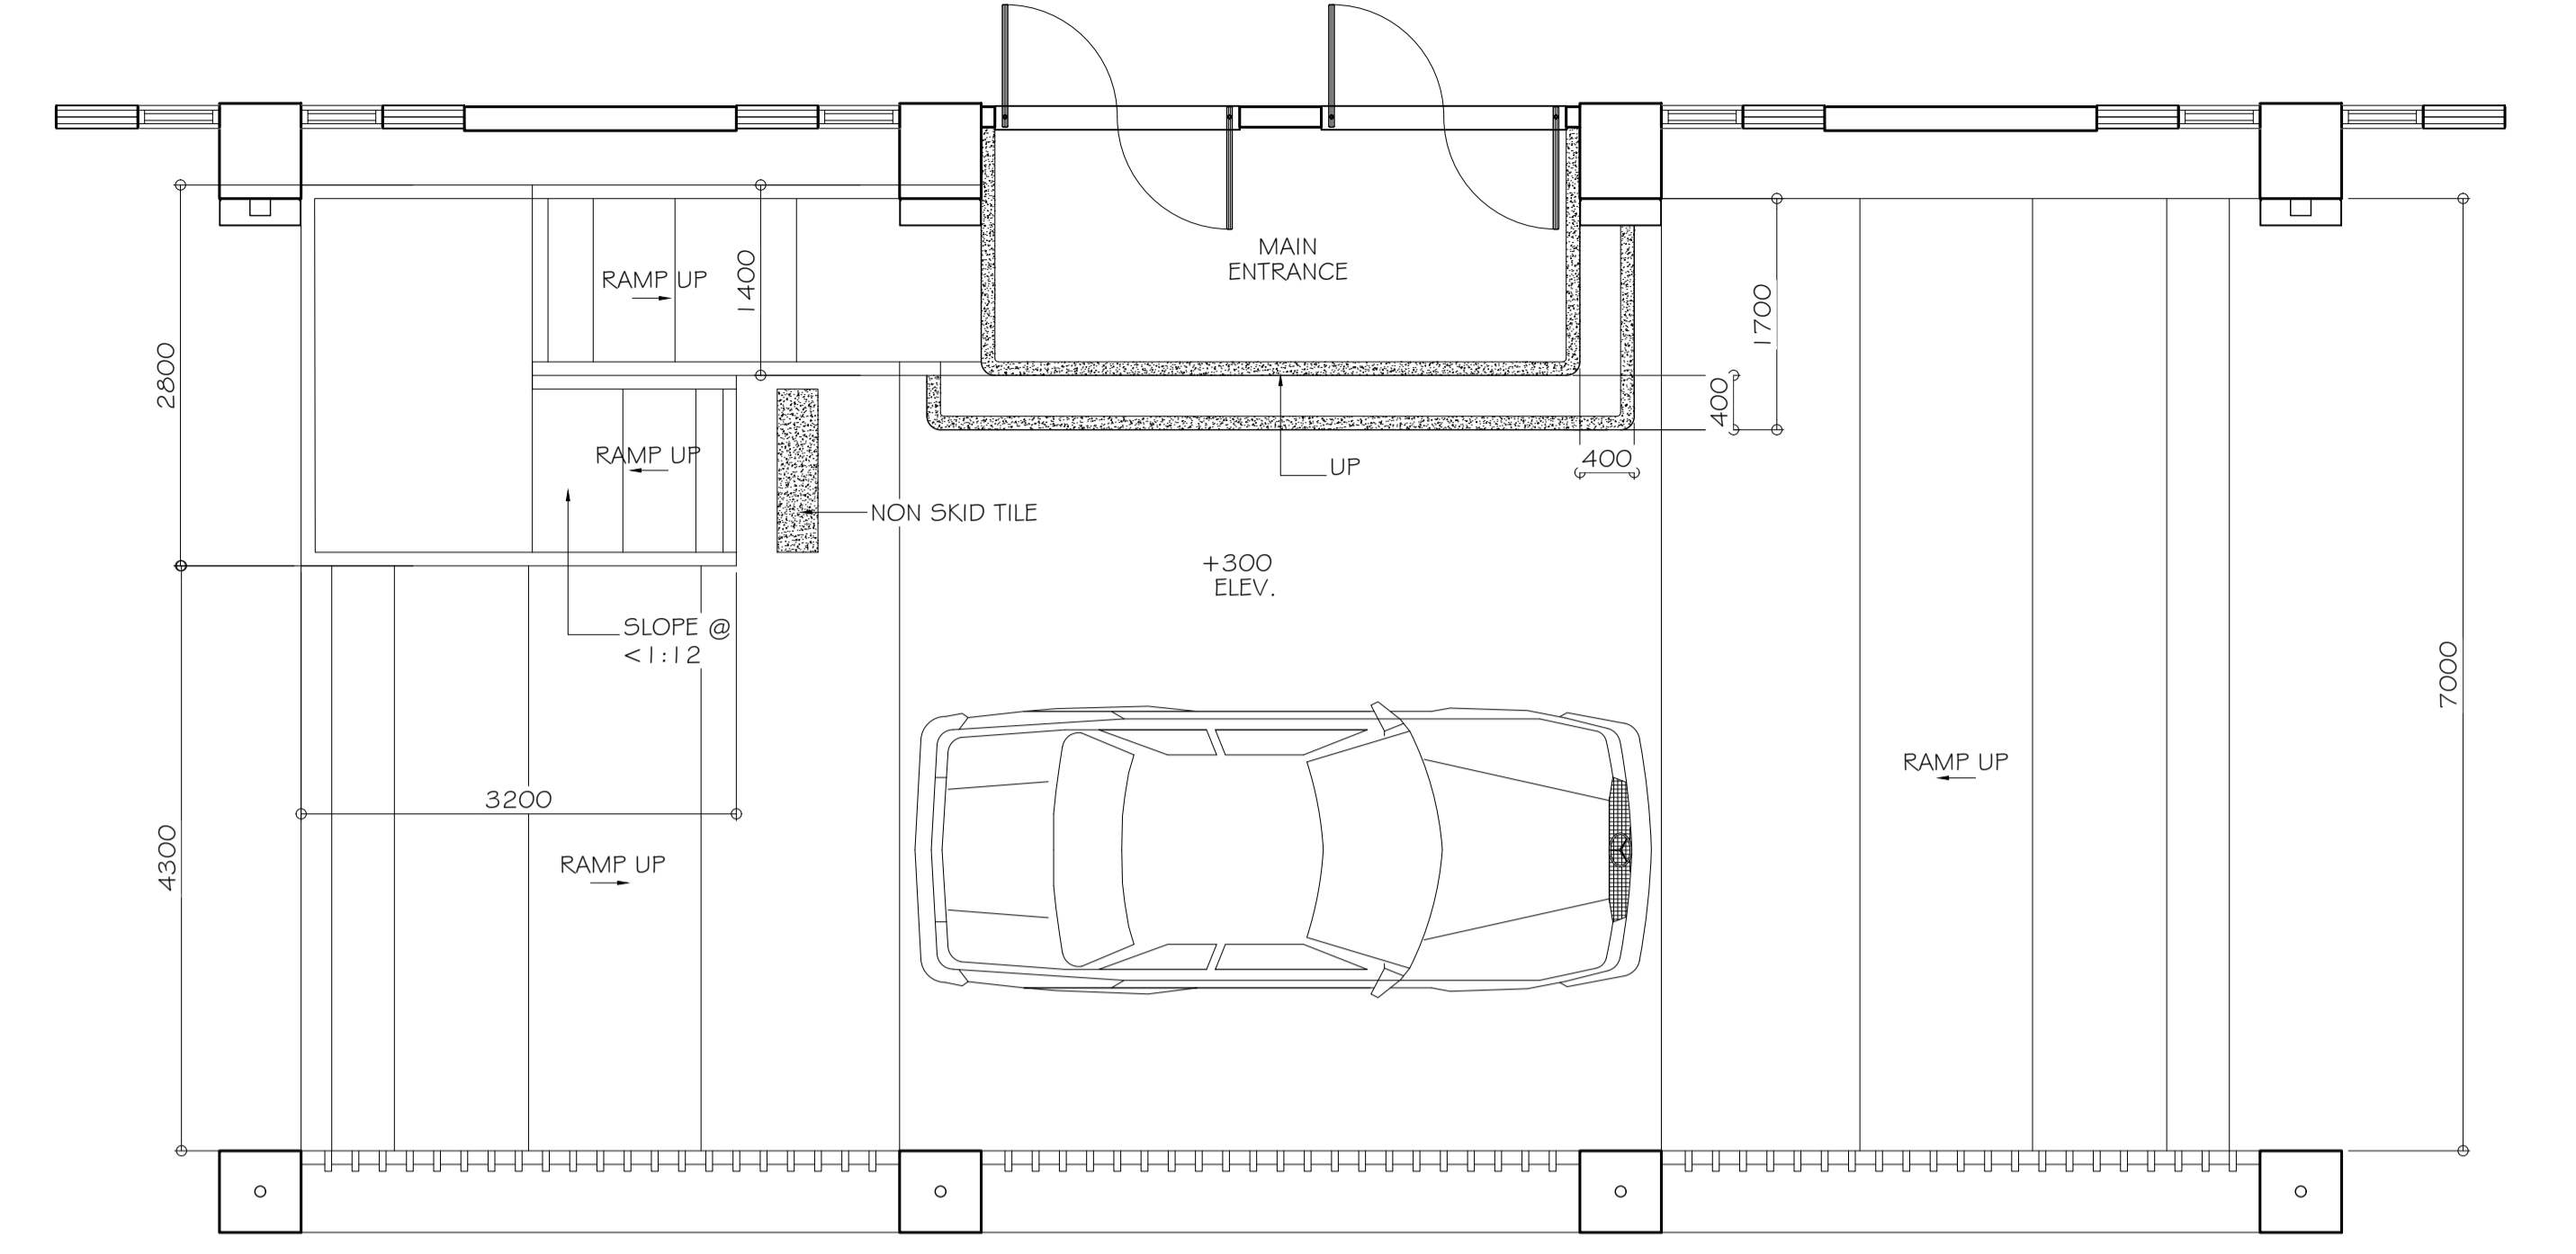 MAIN
ENTRANCE
RAMP UP
1400
1700
2800
400
RAMP UP
400
UP
NON SKID TILE
+300
ELEV.
SLOPE @
<1:12
7000
RAMP UP
3200
4300
RAMP UP